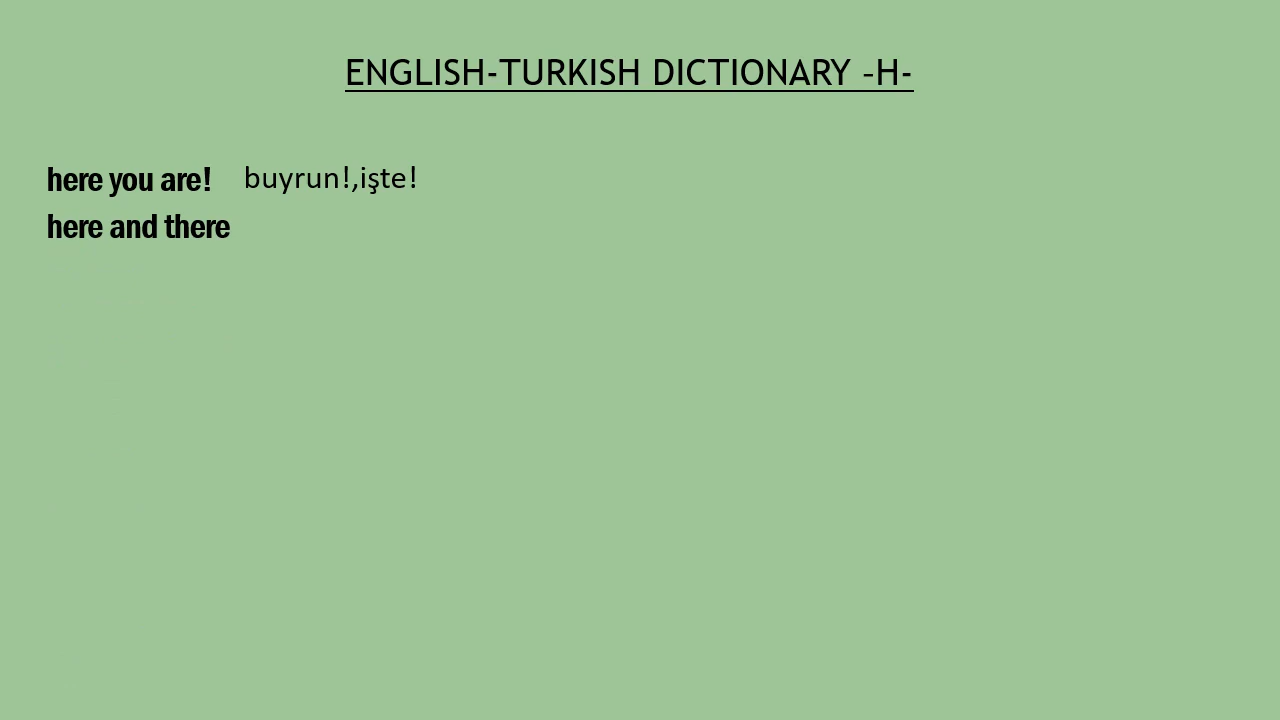 ENGLISH-TURKISH DICTIONARY -H-
here you are! buyrun!,işte!
here and there